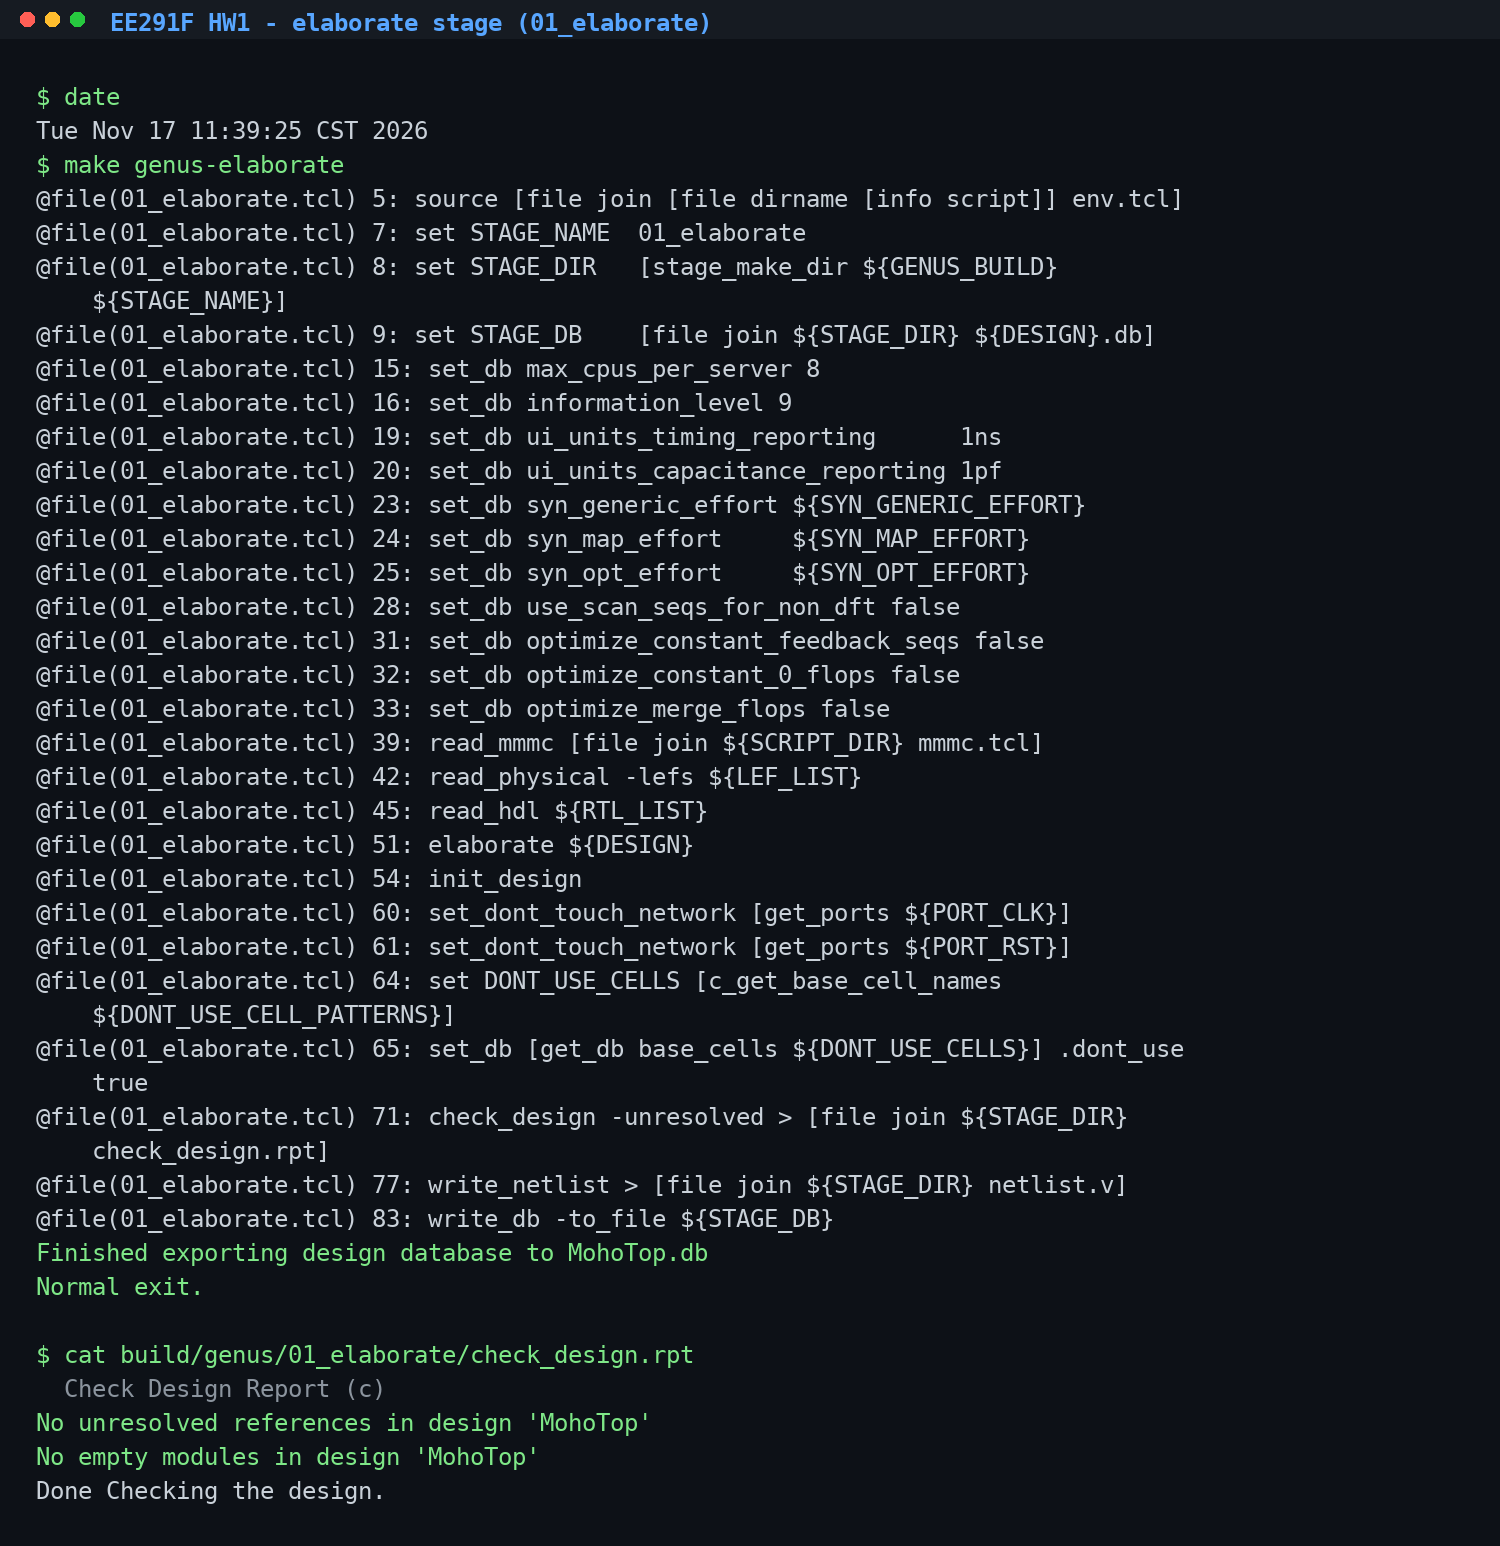 EE291F HW1 - elaborate stage (01_elaborate)
$ date
Tue Nov 17 11:39:25 CST 2026
$ make genus-elaborate
@file(01_elaborate.tcl) 5: source [file join [file dirname [info script]] env.tcl]
@file(01_elaborate.tcl) 7: set STAGE_NAME  01_elaborate
@file(01_elaborate.tcl) 8: set STAGE_DIR   [stage_make_dir ${GENUS_BUILD}
    ${STAGE_NAME}]
@file(01_elaborate.tcl) 9: set STAGE_DB    [file join ${STAGE_DIR} ${DESIGN}.db]
@file(01_elaborate.tcl) 15: set_db max_cpus_per_server 8
@file(01_elaborate.tcl) 16: set_db information_level 9
@file(01_elaborate.tcl) 19: set_db ui_units_timing_reporting      1ns
@file(01_elaborate.tcl) 20: set_db ui_units_capacitance_reporting 1pf
@file(01_elaborate.tcl) 23: set_db syn_generic_effort ${SYN_GENERIC_EFFORT}
@file(01_elaborate.tcl) 24: set_db syn_map_effort     ${SYN_MAP_EFFORT}
@file(01_elaborate.tcl) 25: set_db syn_opt_effort     ${SYN_OPT_EFFORT}
@file(01_elaborate.tcl) 28: set_db use_scan_seqs_for_non_dft false
@file(01_elaborate.tcl) 31: set_db optimize_constant_feedback_seqs false
@file(01_elaborate.tcl) 32: set_db optimize_constant_0_flops false
@file(01_elaborate.tcl) 33: set_db optimize_merge_flops false
@file(01_elaborate.tcl) 39: read_mmmc [file join ${SCRIPT_DIR} mmmc.tcl]
@file(01_elaborate.tcl) 42: read_physical -lefs ${LEF_LIST}
@file(01_elaborate.tcl) 45: read_hdl ${RTL_LIST}
@file(01_elaborate.tcl) 51: elaborate ${DESIGN}
@file(01_elaborate.tcl) 54: init_design
@file(01_elaborate.tcl) 60: set_dont_touch_network [get_ports ${PORT_CLK}]
@file(01_elaborate.tcl) 61: set_dont_touch_network [get_ports ${PORT_RST}]
@file(01_elaborate.tcl) 64: set DONT_USE_CELLS [c_get_base_cell_names
    ${DONT_USE_CELL_PATTERNS}]
@file(01_elaborate.tcl) 65: set_db [get_db base_cells ${DONT_USE_CELLS}] .dont_use
    true
@file(01_elaborate.tcl) 71: check_design -unresolved > [file join ${STAGE_DIR}
    check_design.rpt]
@file(01_elaborate.tcl) 77: write_netlist > [file join ${STAGE_DIR} netlist.v]
@file(01_elaborate.tcl) 83: write_db -to_file ${STAGE_DB}
Finished exporting design database to MohoTop.db
Normal exit.
$ cat build/genus/01_elaborate/check_design.rpt
  Check Design Report (c)
No unresolved references in design 'MohoTop'
No empty modules in design 'MohoTop'
Done Checking the design.